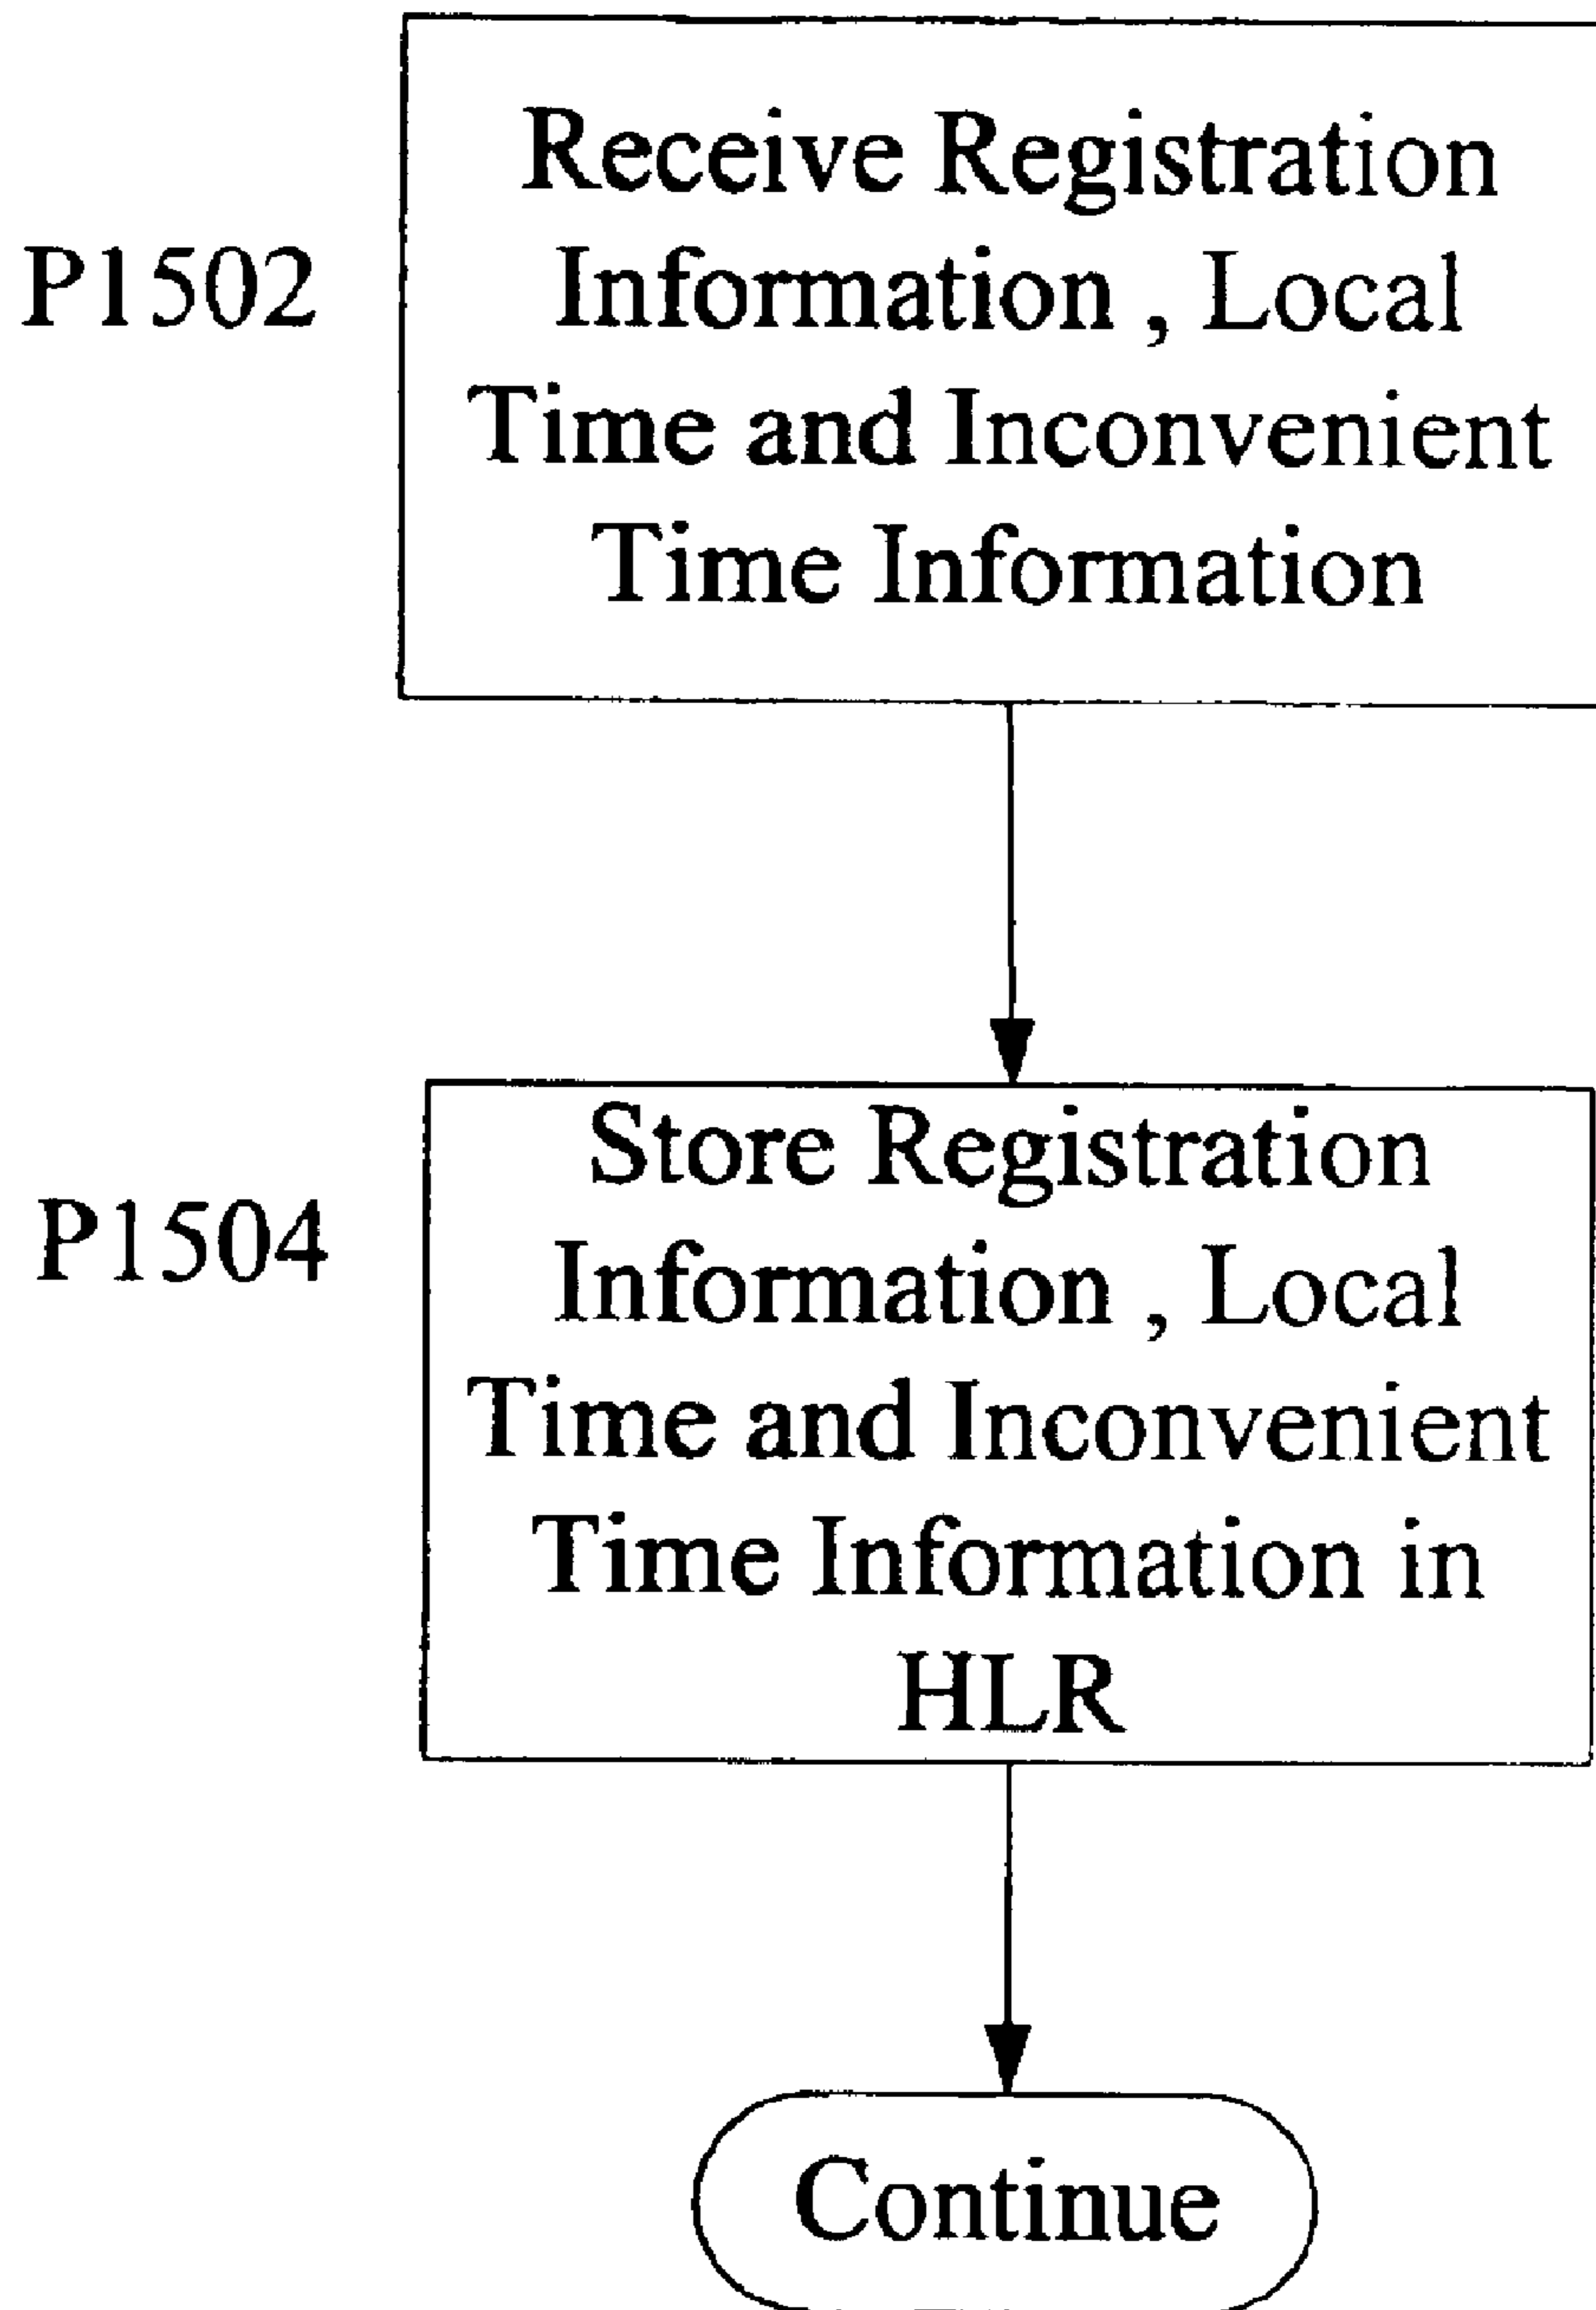 Receive Registration
P1502
Information , Local
Time and Inconvenient
Time Information
Store Registration
P1504
Information , Local
Time and Inconvenient
Time Information in
HLR
Continue